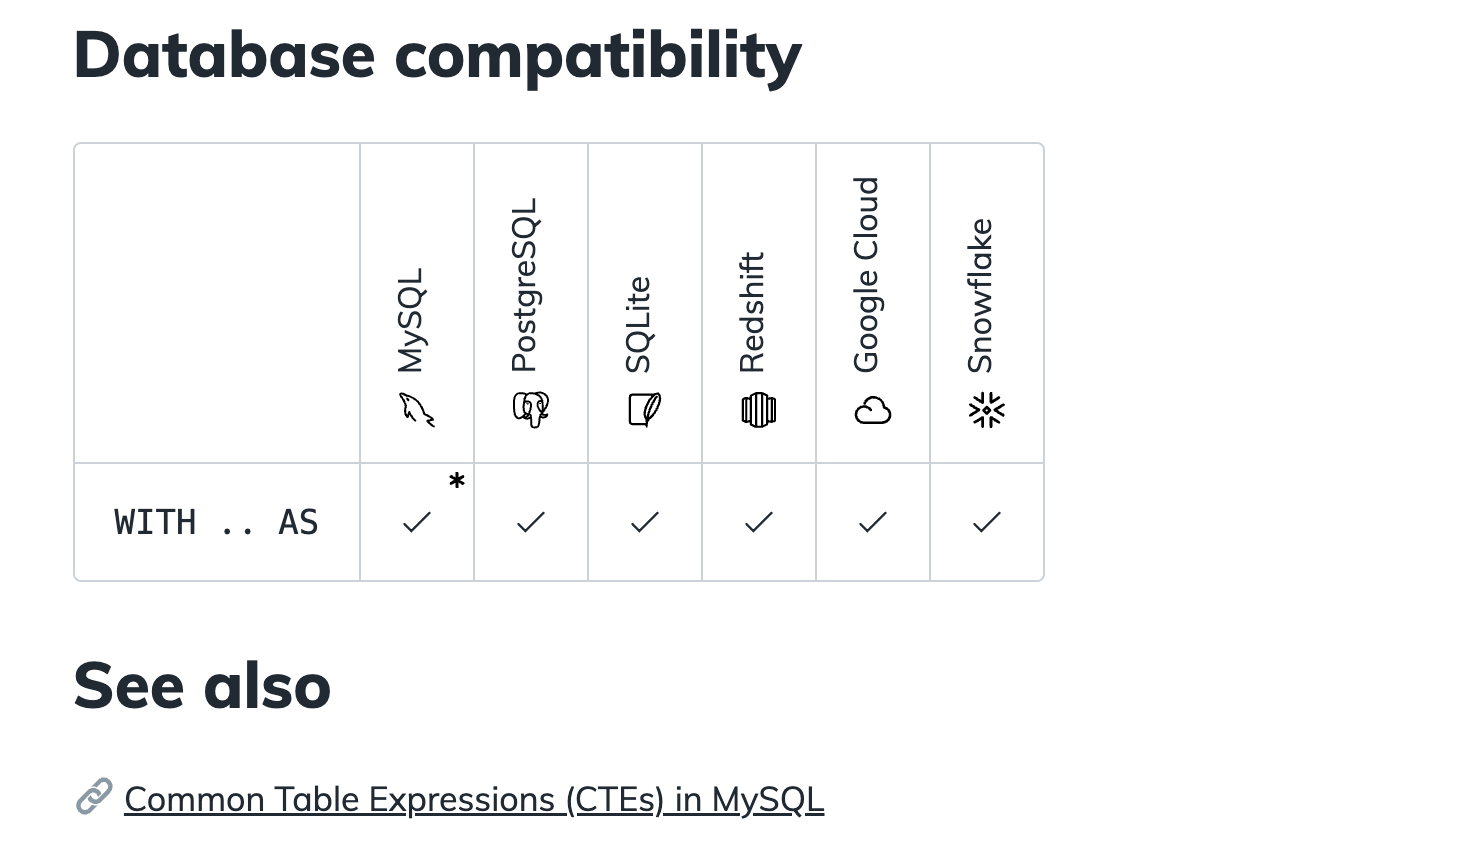 Database compatibility
MySQL
PostgreSQL
SQLite
Redshift
Google Cloud
Snowflake
*
WITH .. AS ✓ ✓ ✓ ✓ ✓ ✓
See also
Common Table Expressions (CTEs) in MySQL